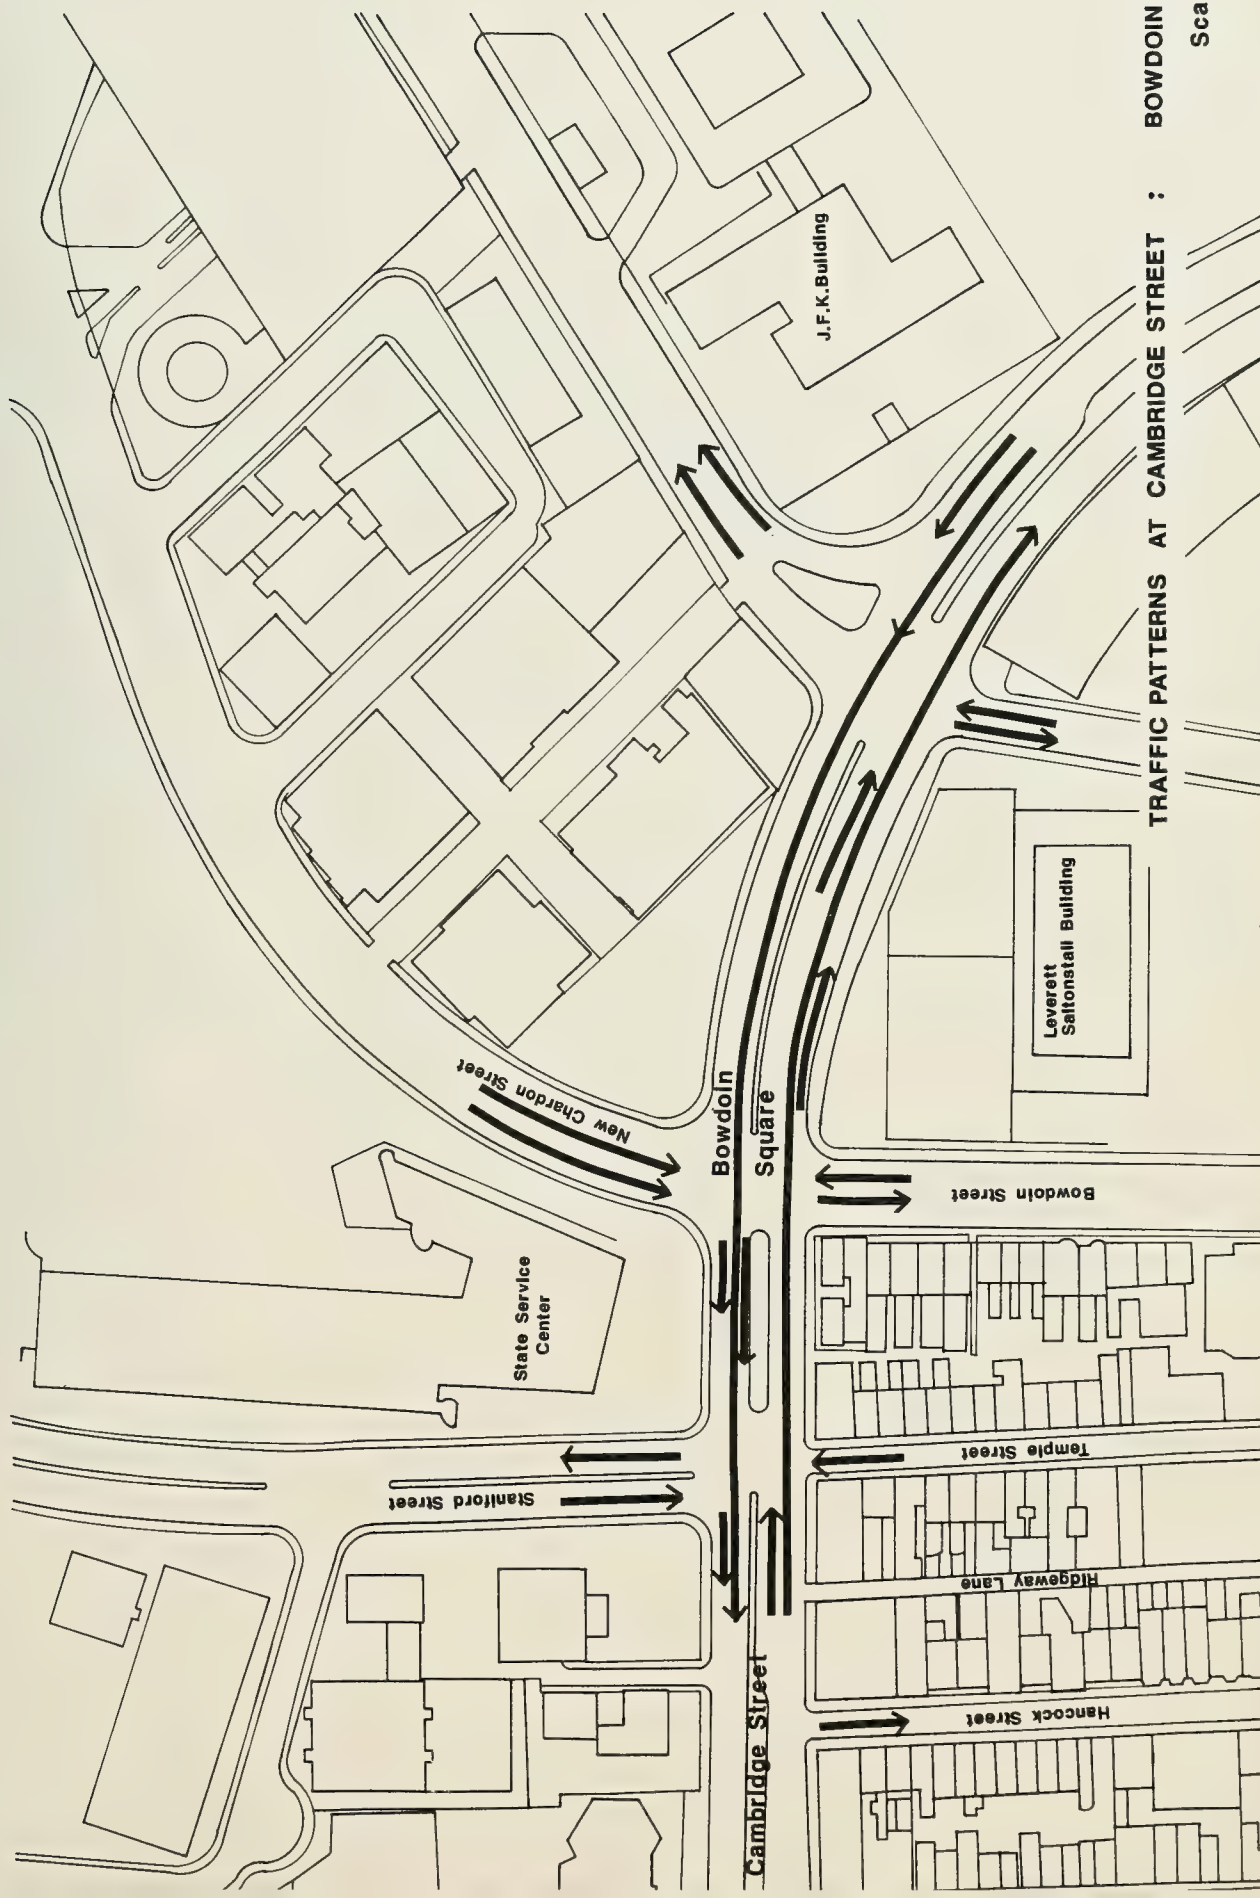 TRAFFIC PATTERNS AT CAMBRIDGE STREET : BOWDOIN
Sca
J.F.K.Building
New Chardon Street
State Service
Center
Staniford Street
Bowdoin
Square
Cambridge Street
Leverett
Saltonstall Building
Bowdoin Street
Temple Street
Ridgeway Lane
Hancock Street